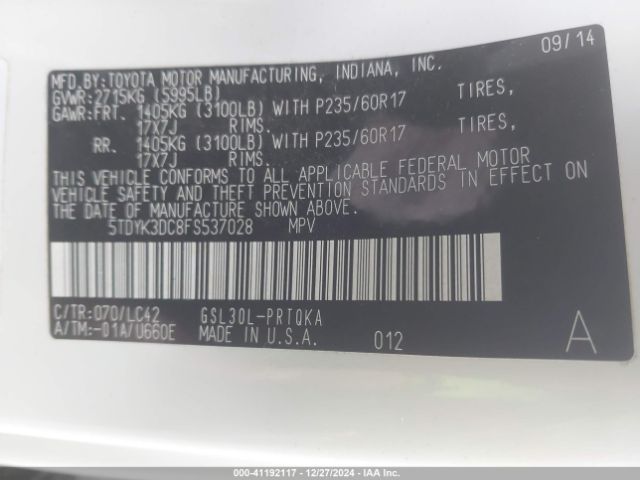 09/14
MFD.BY:TOYOTA MOTOR MANUFACTURING, INDIANA, INC.
GVWR:2715KG (5995LB)
GAWR:FRT. 1405KG (3100LB) WITH P235/60R17 TIRES,
17X7J RIMS.
RR. 1405KG (3100LB) WITH P235/60R17 TIRES,
17X7J RIMS.
THIS VEHICLE CONFORMS TO ALL APPLICABLE FEDERAL MOTOR
VEHICLE SAFETY AND THEFT PREVENTION STANDARDS IN EFFECT ON
THE DATE OF MANUFACTURE SHOWN ABOVE.
5TDYK3DC8FS537028 MPV
C/TR:070/LC42 GSL30L-PRTQKA
A/TM:-01A/U660E MADE IN U.S.A. 012 A
000-41192117 - 12/27/2024 - IAA Inc.